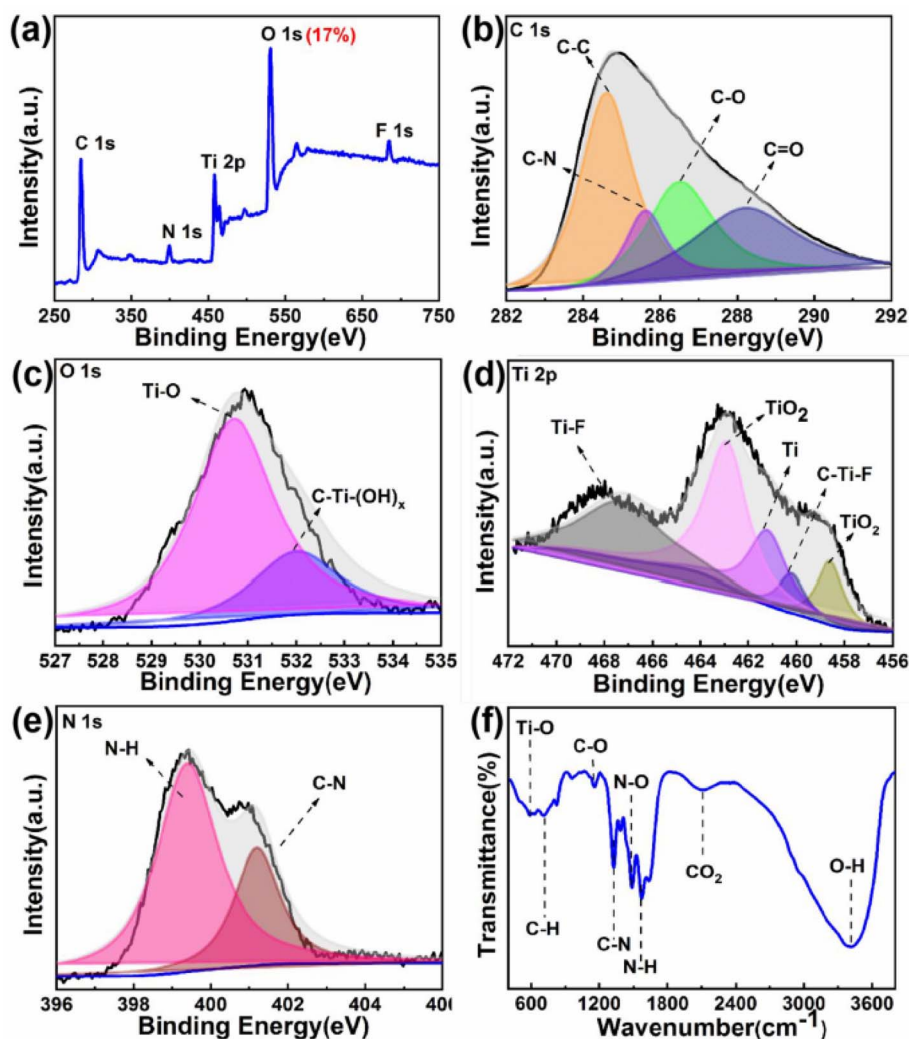 (a)
O 1s (17%)
C 1s
Ti 2p
F 1s
N 1s
Intensity(a.u.)
250 350 450 550 650 750
Binding Energy(eV)
(b)
C 1s
C-C
C-O
C-N
C=O
Intensity(a.u.)
282 284 286 288 290 292
Binding Energy(eV)
(c)
O 1s
Ti-O
C-Ti-(OH)x
Intensity(a.u.)
527 528 529 530 531 532 533 534 535
Binding Energy(eV)
(d)
Ti 2p
TiO2
Ti-F
Ti
C-Ti-F
TiO2
Intensity(a.u.)
472 470 468 466 464 462 460 458 456
Binding Energy(eV)
(e)
N 1s
N-H
C-N
Intensity(a.u.)
396 398 400 402 404
Binding Energy(eV)
(f)
Ti-O
C-O
N-O
CO2
O-H
C-H
C-N
N-H
Transmittance(%)
600 1200 1800 2400 3000 3600
Wavenumber(cm-1)